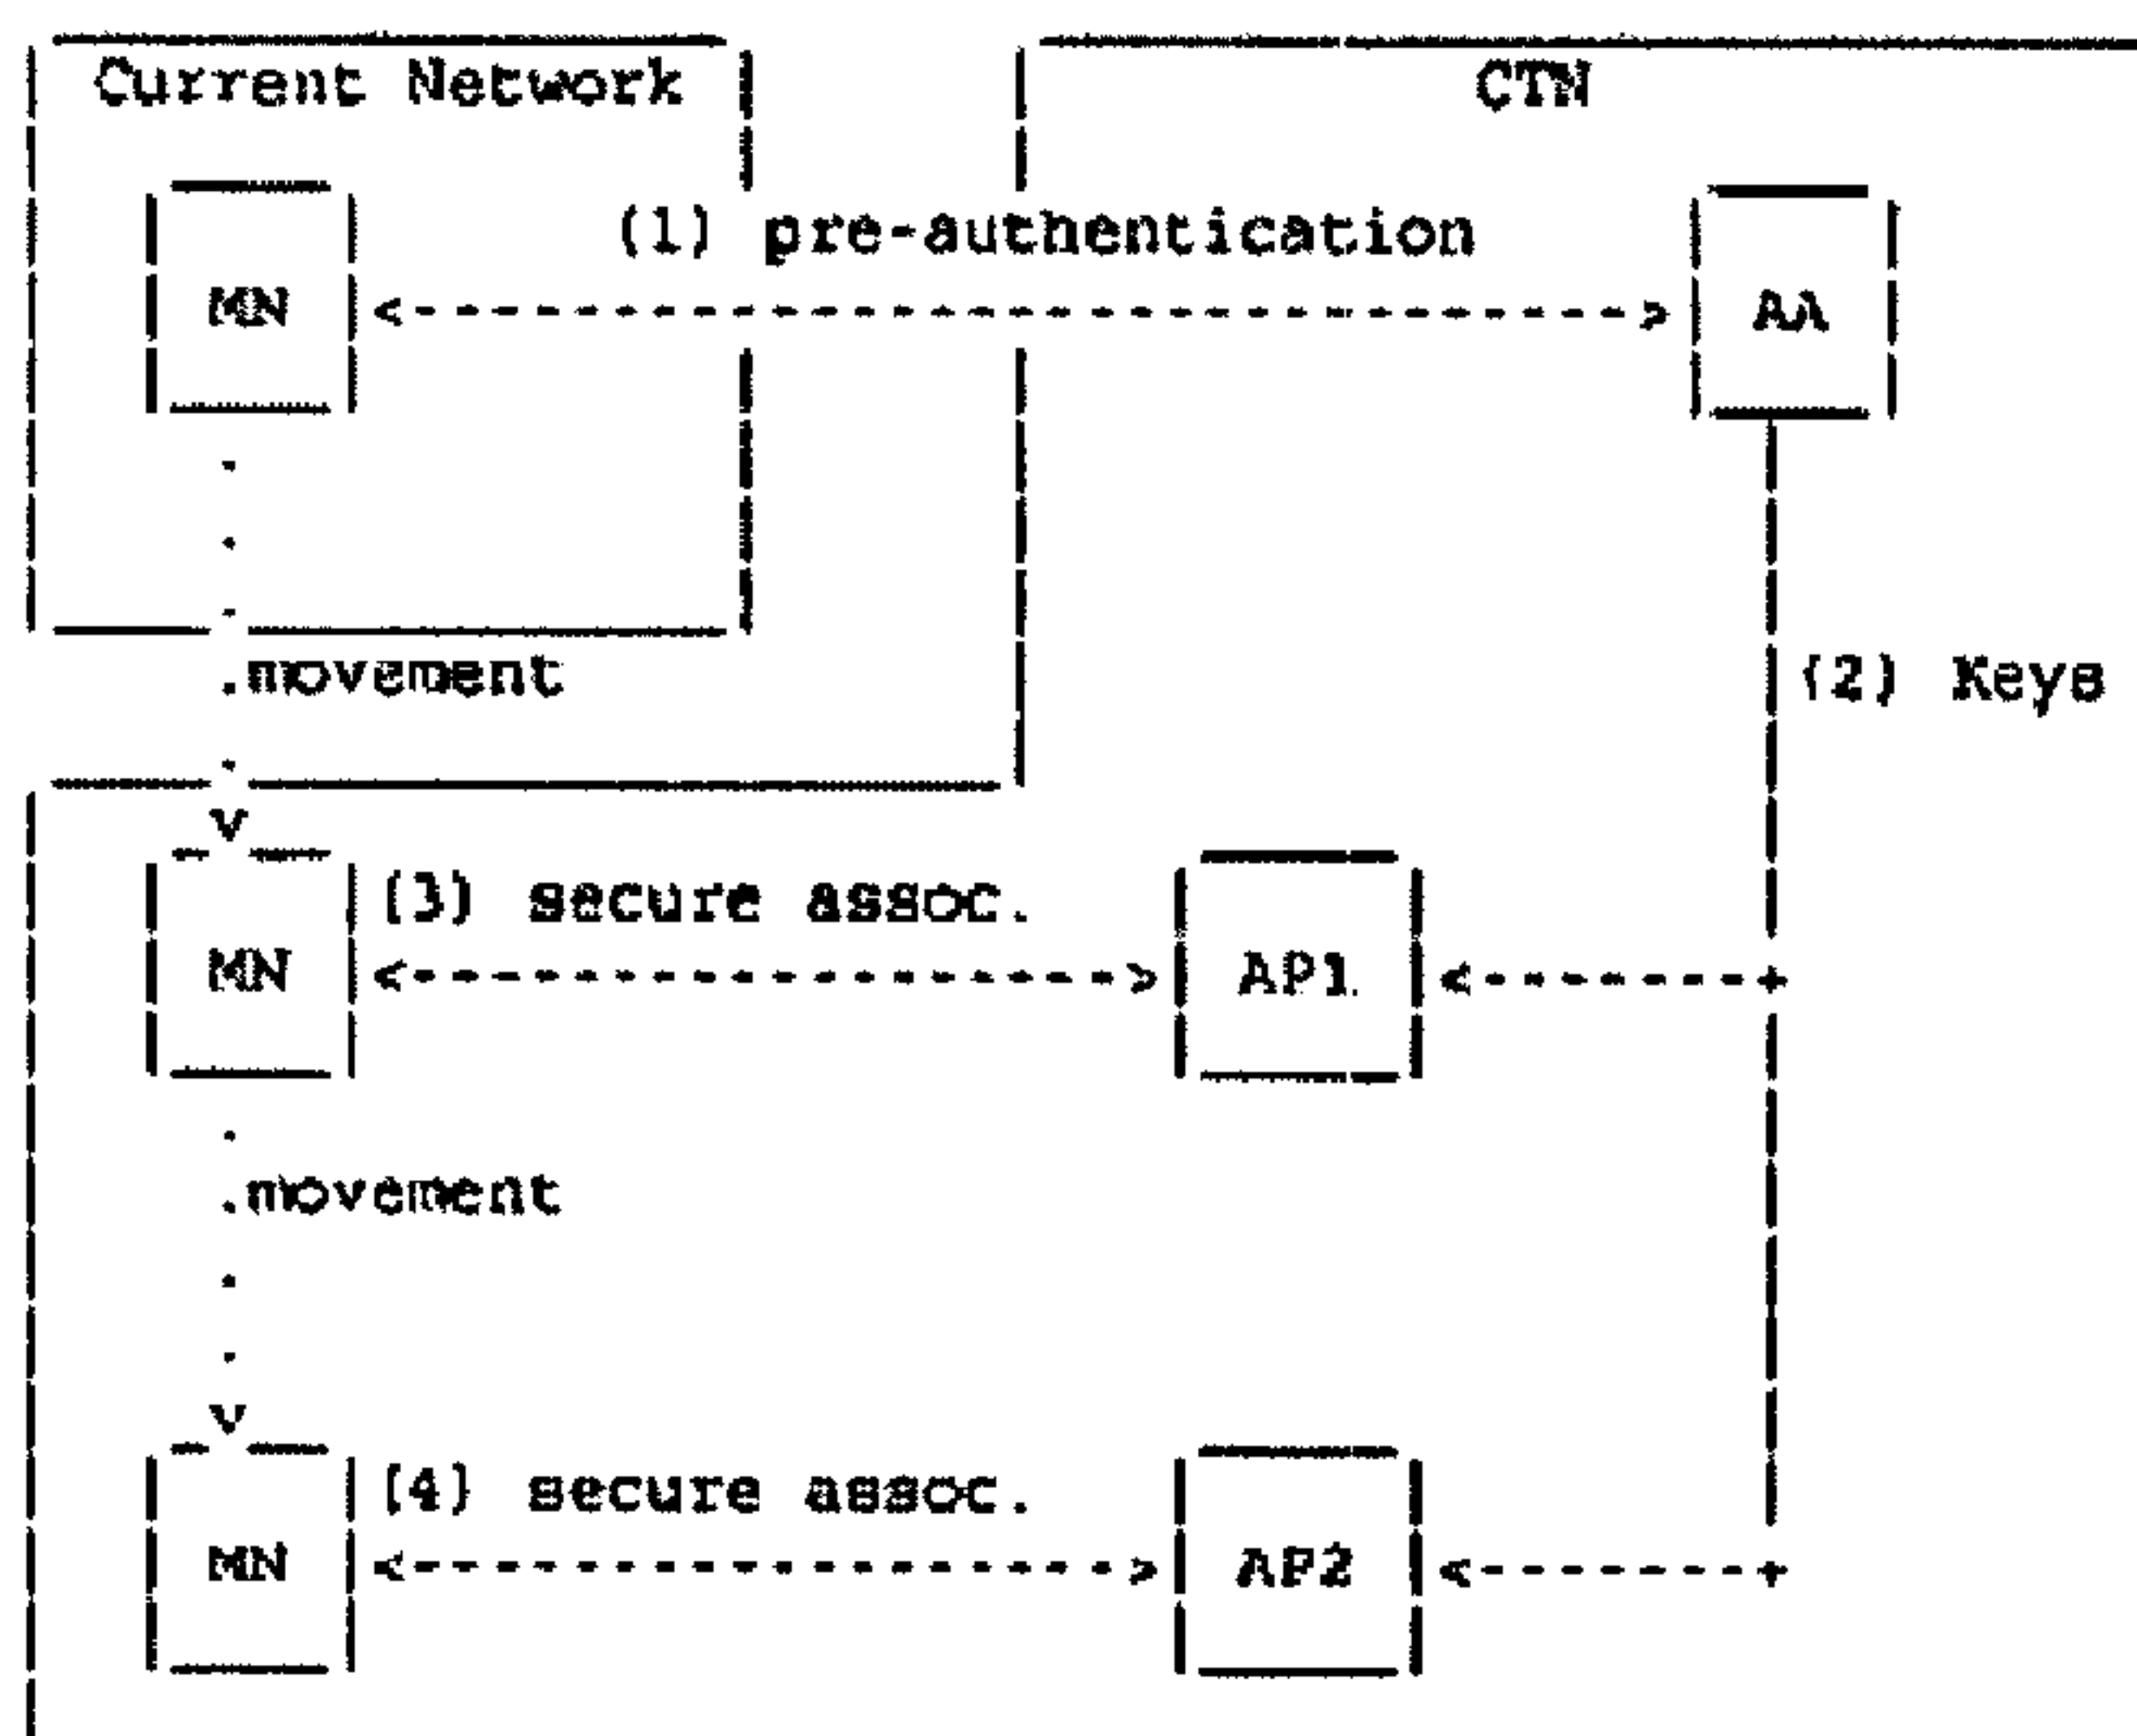 Current Network
CTN
(1) pre-authentication
MN
AA
movement
(2) Keys
(3) secure assoc.
MN
AP1
movement
(4) secure assoc.
MN
AP2